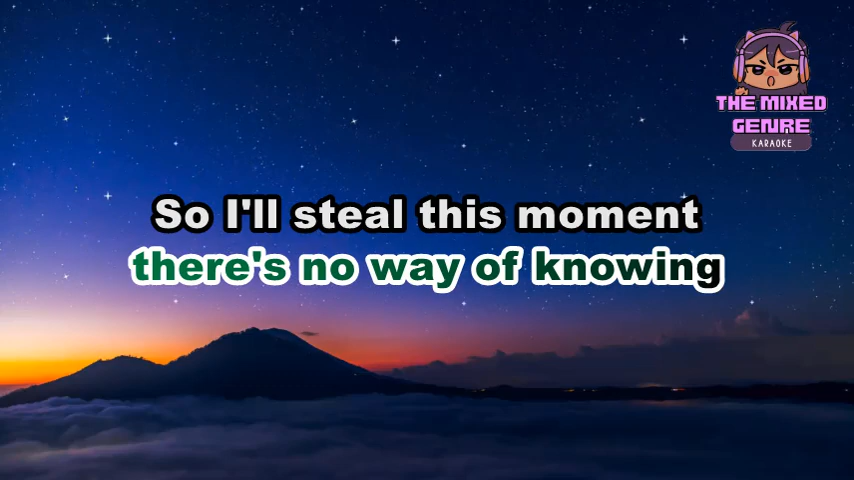 THE MIXED
GENRE
KARAOKE
So I'll steal this moment
there's no way of knowing